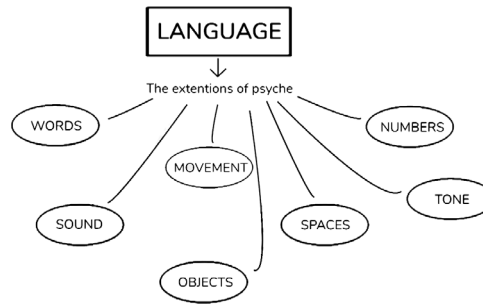 LANGUAGE
The extentions of psyche
WORDS
NUMBERS
MOVEMENT
TONE
SOUND
SPACES
OBJECTS